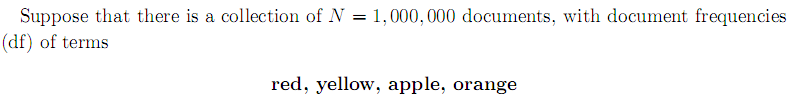 Suppose that there is a collection of N = 1,000,000 documents, with document frequencies
(df) of terms
red, yellow, apple, orange